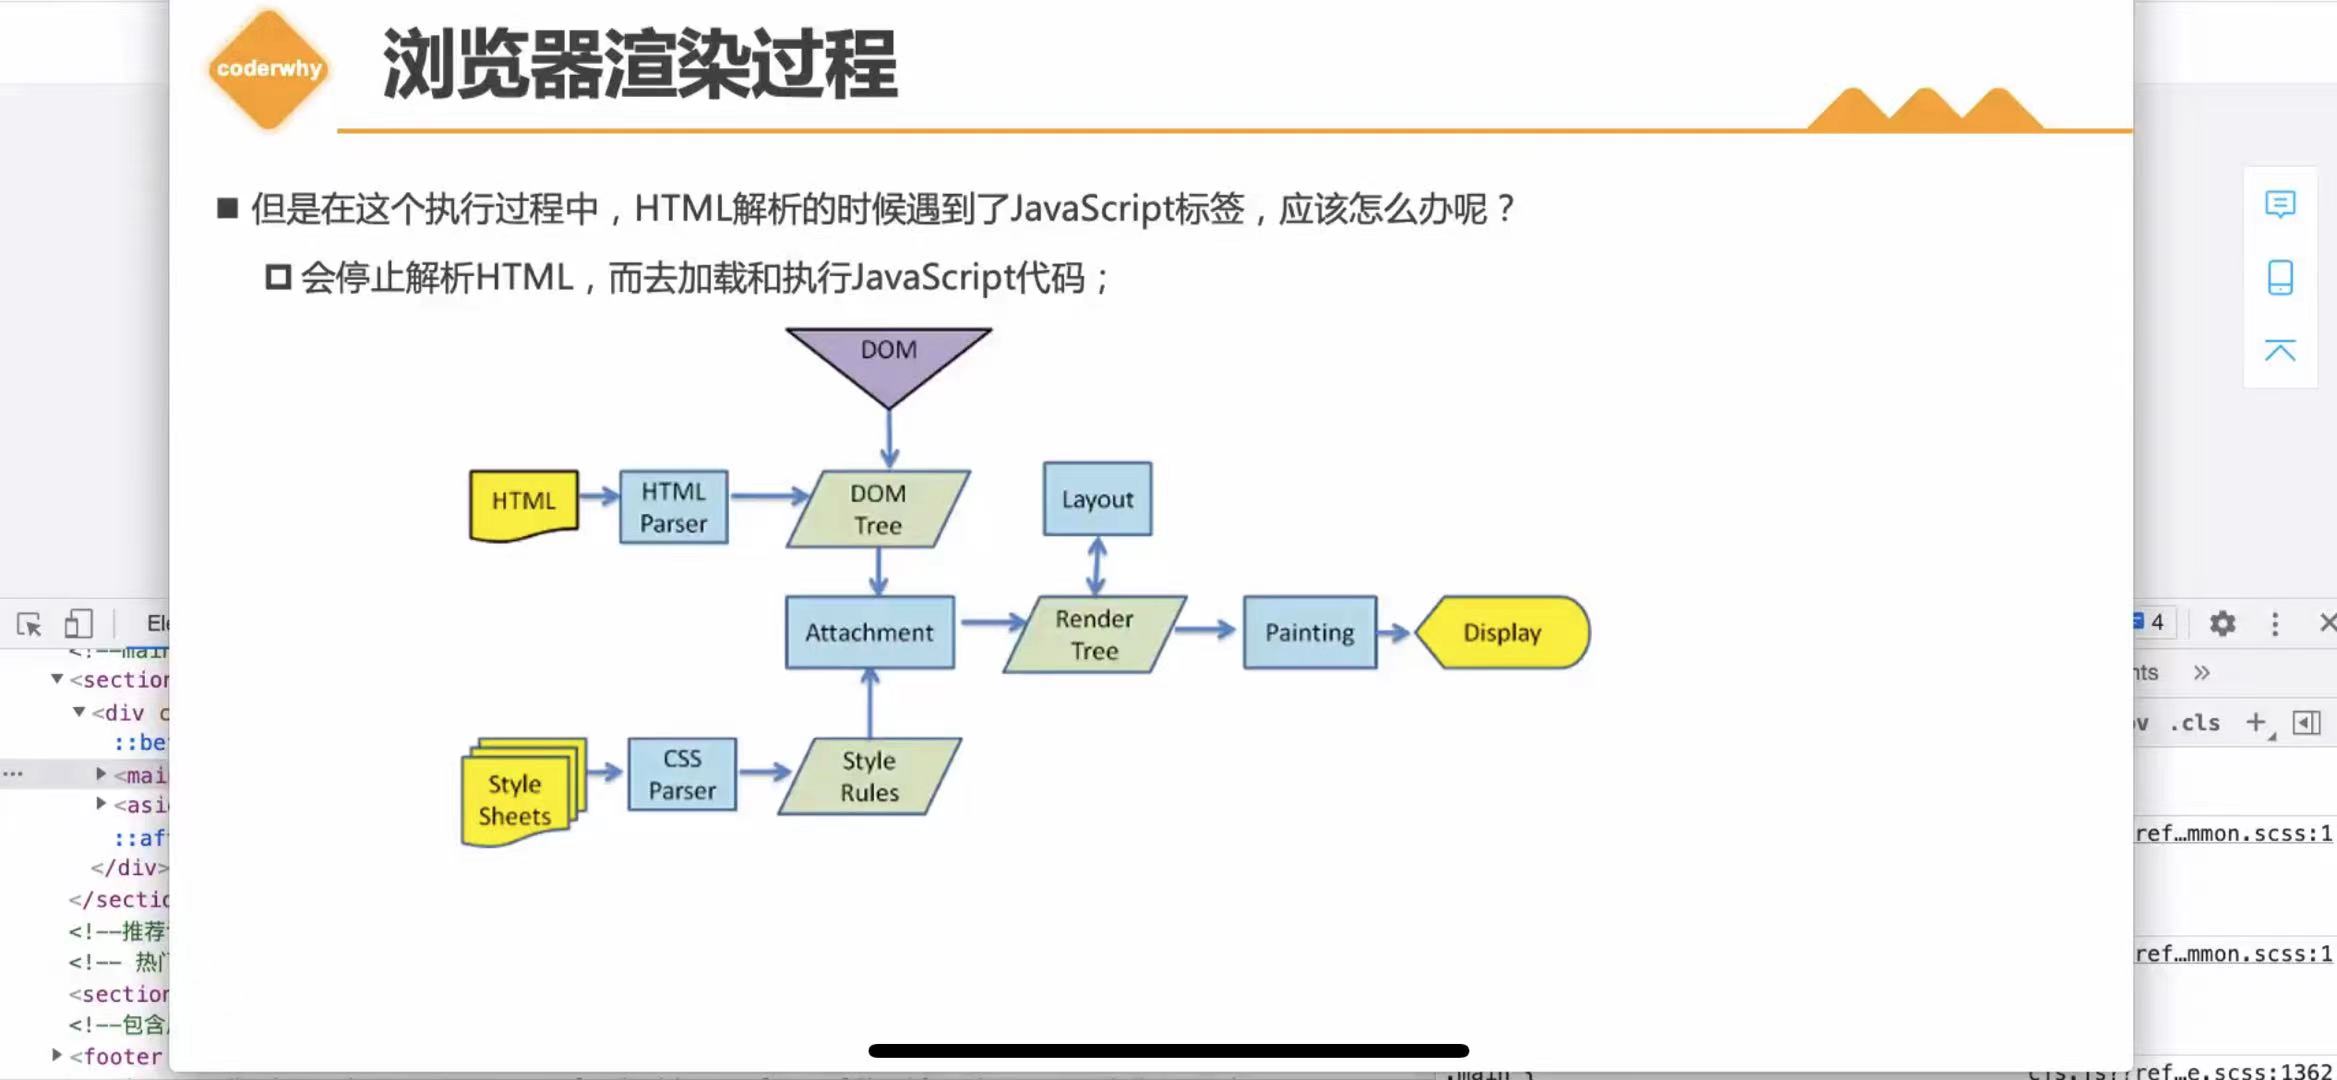 coderwhy
浏览器渲染过程
但是在这个执行过程中，HTML解析的时候遇到了JavaScript标签，应该怎么办呢？
会停止解析HTML，而去加载和执行JavaScript代码；
DOM
HTML
HTML
Parser
DOM
Tree
Layout
Attachment
Render
Tree
Painting
Display
Style
Sheets
CSS
Parser
Style
Rules
Ele
<!--main
<section
<div c
::be
<mai
<asi
::af
</div>
</sectio
<!--推荐
<!-- 热门
<section
<!--包含
<footer
4
nts
ov .cls
ref…mmon.scss:1
ref…mmon.scss:1
ref…e.scss:1362